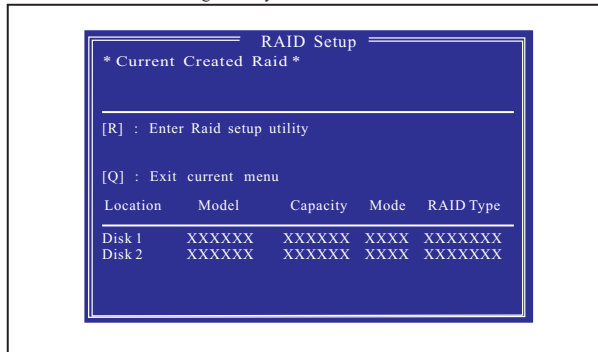 RAID Setup
* Current Created Raid *
[R] : Enter Raid setup utility
[Q] : Exit current menu
Location Model Capacity Mode RAID Type
Disk 1 XXXXXX XXXXXX XXXX XXXXXXX
Disk 2 XXXXXX XXXXXX XXXX XXXXXXX